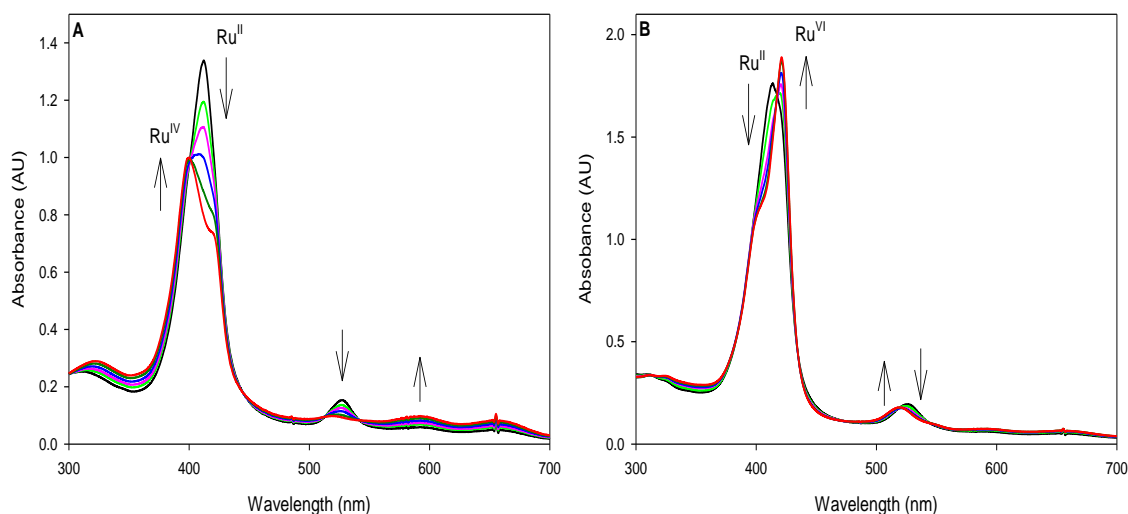 A
Ru^II
Ru^IV
1.4
1.2
1.0
0.8
0.6
0.4
0.2
0.0
300 400 500 600 700
Wavelength (nm)
Absorbance (AU)
B
Ru^VI
Ru^II
2.0
1.5
1.0
0.5
0.0
300 400 500 600 700
Wavelength (nm)
Absorbance (AU)